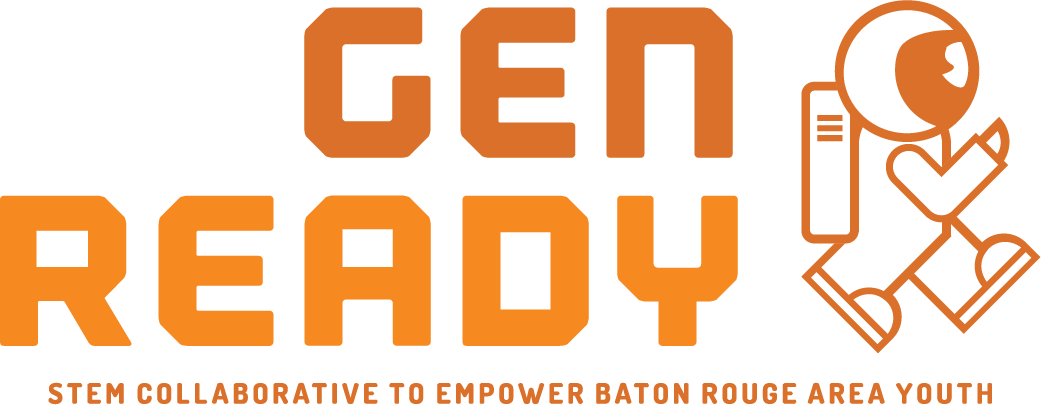 GEN
READY
STEM COLLABORATIVE TO EMPOWER BATON ROUGE AREA YOUTH